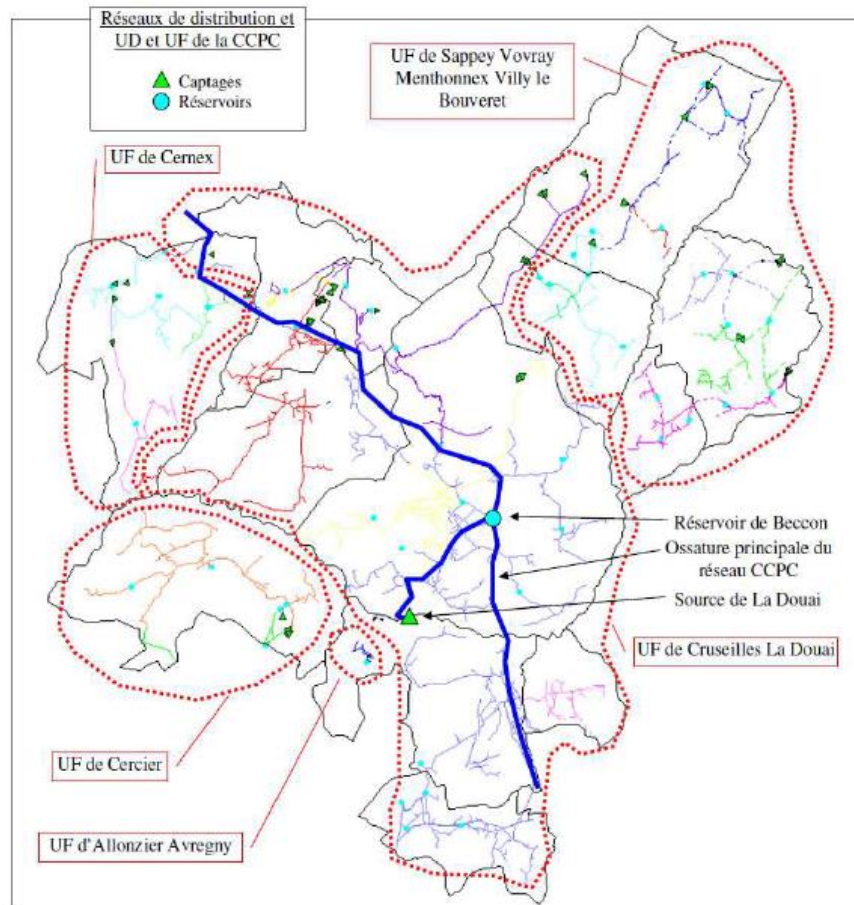 Réseaux de distribution et
UD et UF de la CCPC
Captages
Réservoirs
UF de Sappey Vovray
Menthonnex Villy le
Bouveret
UF de Cernex
Réservoir de Beccon
Ossature principale du
réseau CCPC
Source de La Douai
UF de Cruseilles La Douai
UF de Cercier
UF d'Allonzier Avregny